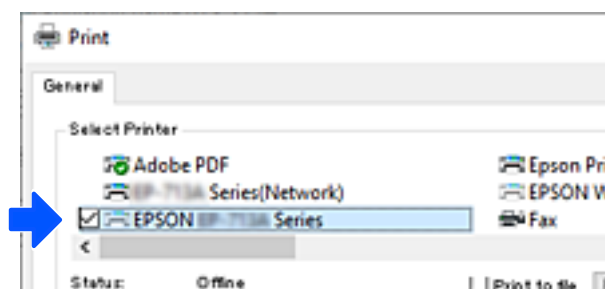 Print
General
Select Printer
Adobe PDF
Epson Pri
Series(Network)
EPSON W
EPSON Series
Fax
Status: Offline
Print to file